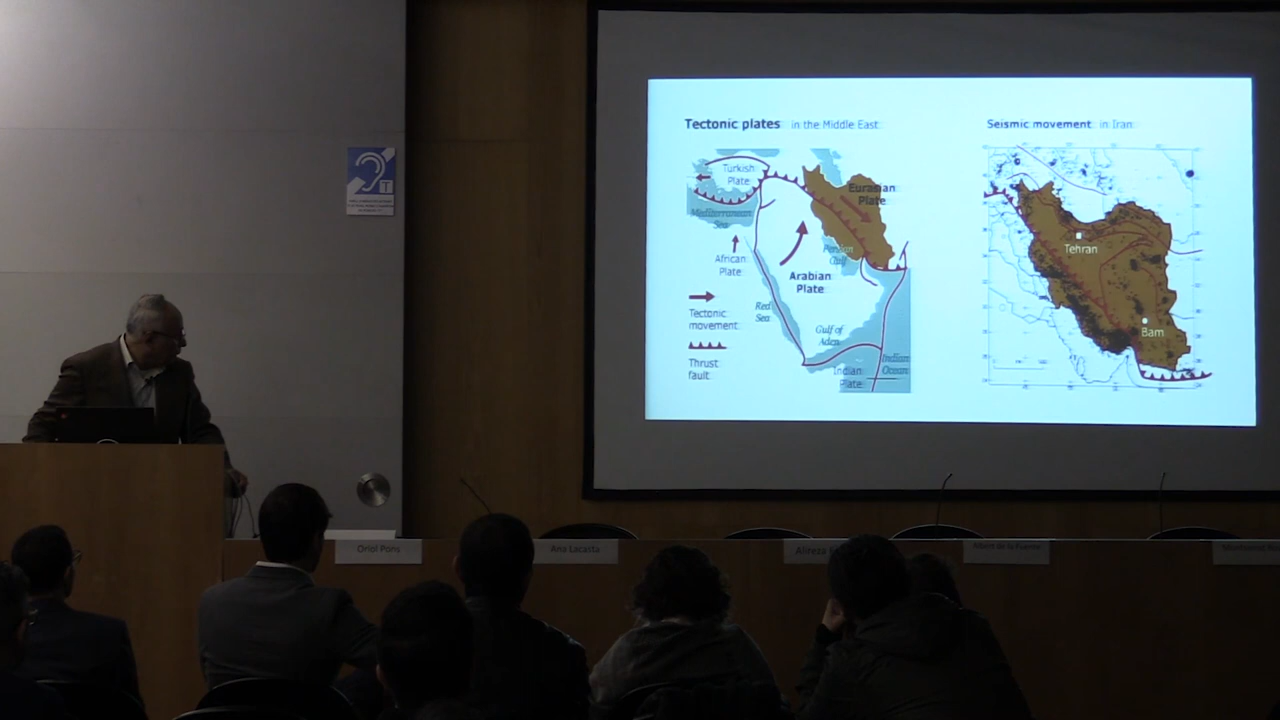 Tectonic plates in the Middle East
Turkish
Plate
Mediterranean
Sea
African
Plate
Eurasian
Plate
Persian
Gulf
Arabian
Plate
Red
Sea
Gulf of
Aden
Indian
Plate
Indian
Ocean
Tectonic
movement
Thrust
fault
Seismic movement in Iran
Tehran
Bam
T
Oriol Pons
Ana Lacasta
Alireza